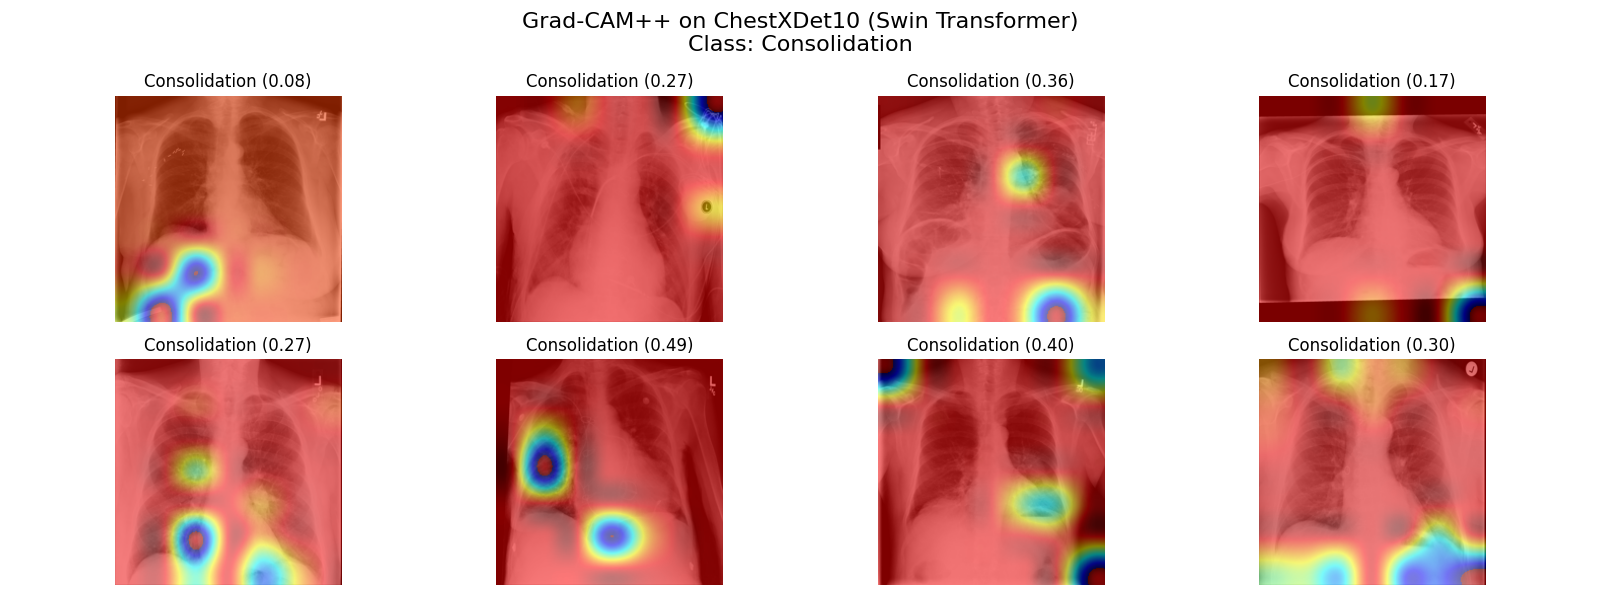 Grad-CAM++ on ChestXDet10 (Swin Transformer)
Class: Consolidation
Consolidation (0.08)
Consolidation (0.27)
Consolidation (0.36)
Consolidation (0.17)
Consolidation (0.27)
Consolidation (0.49)
Consolidation (0.40)
Consolidation (0.30)